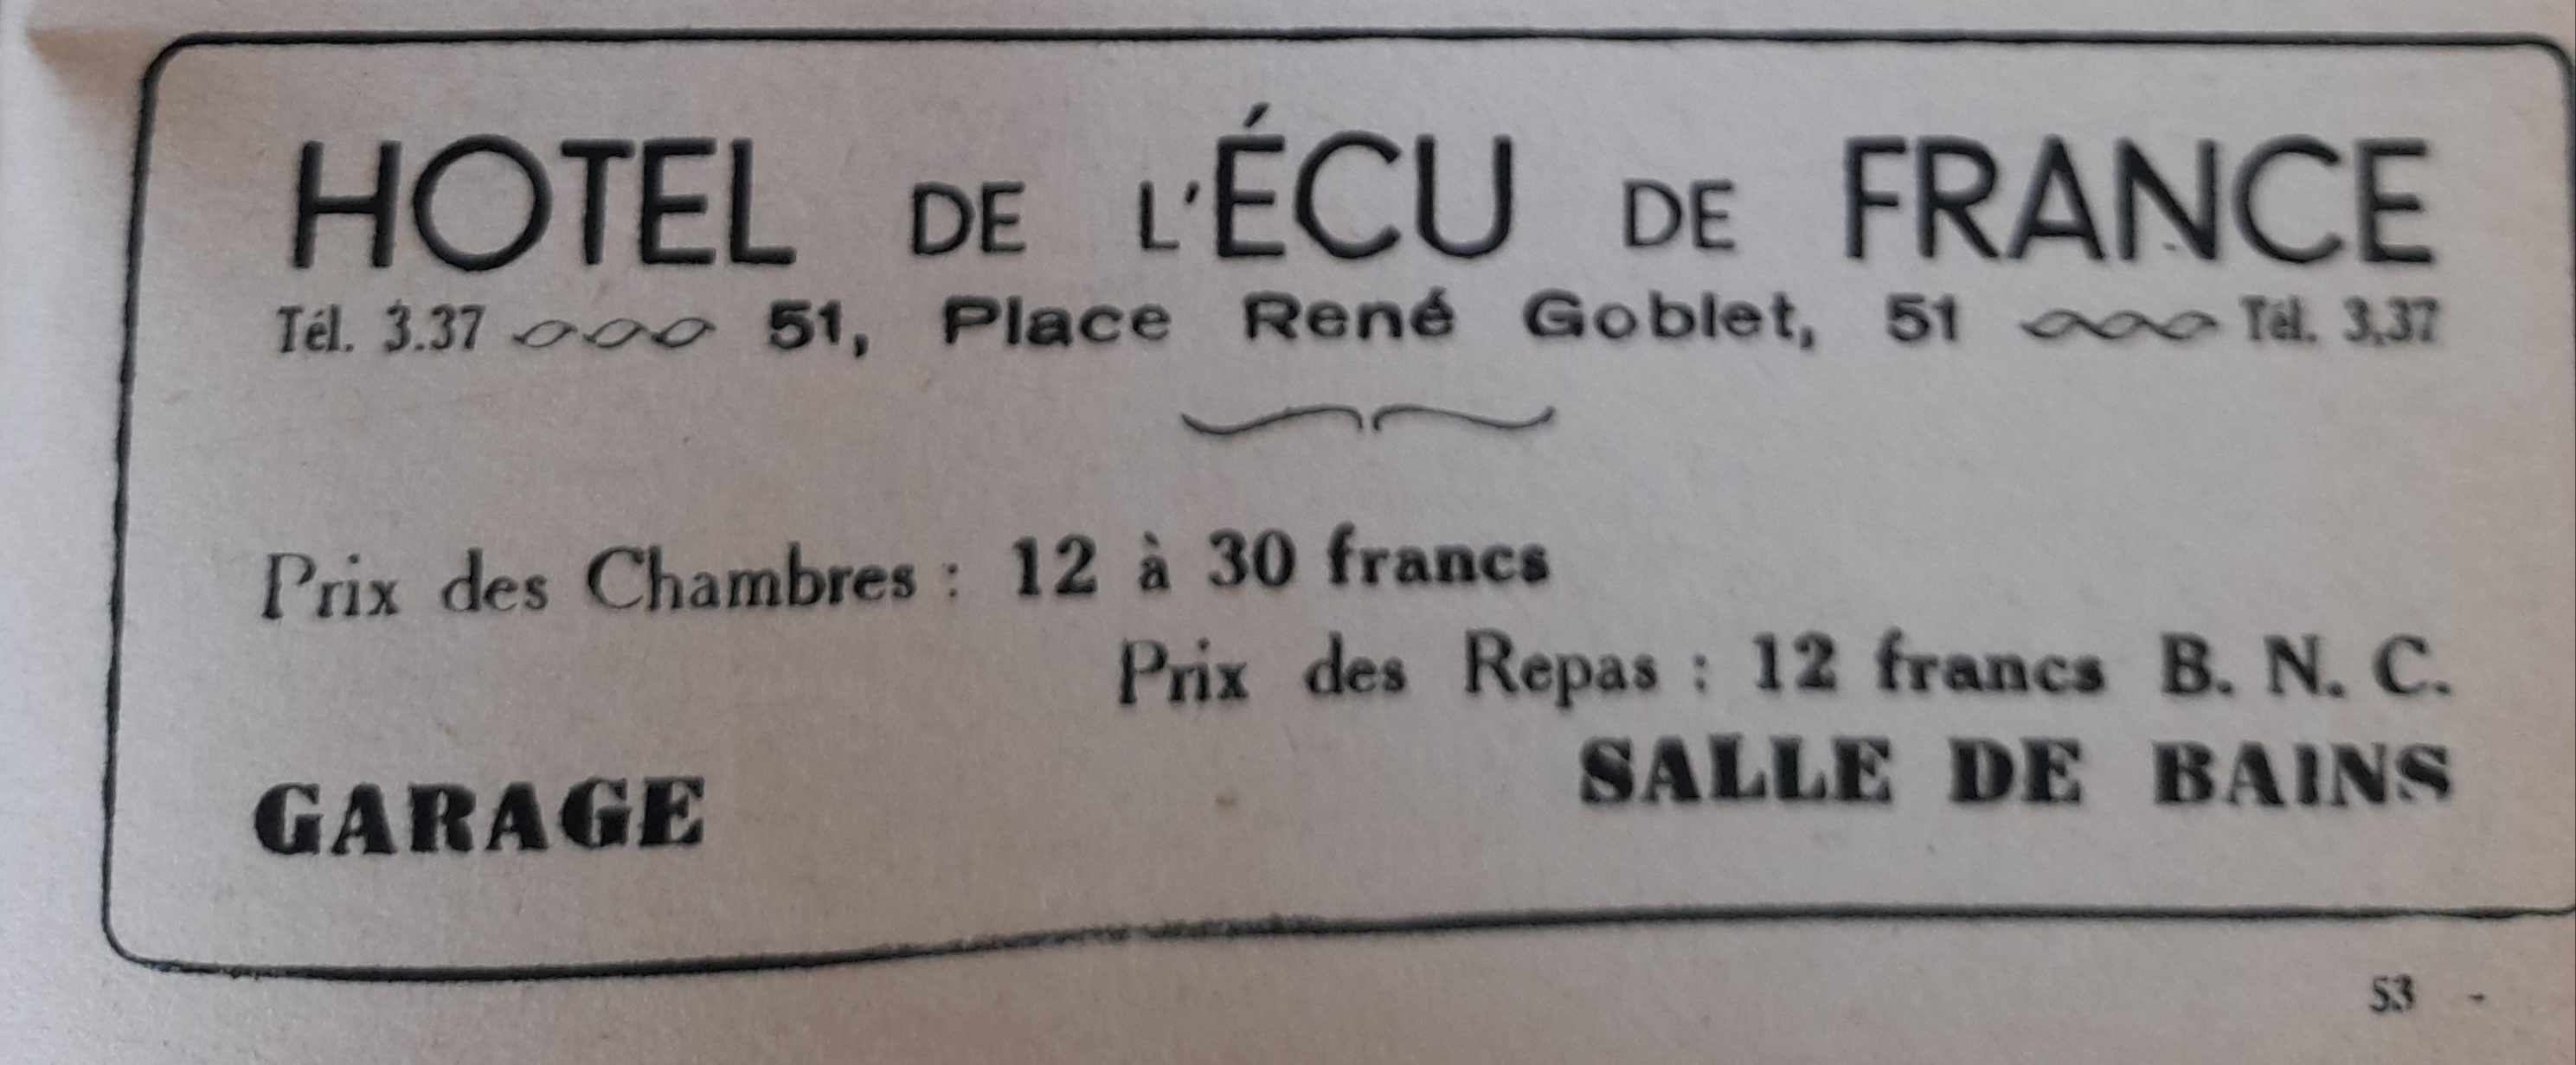 HOTEL DE L'ÉCU DE FRANCE
Tél. 3.37 51, Place René Goblet, 51 Tél. 3,37
Prix des Chambres : 12 à 30 francs
Prix des Repas : 12 francs B. N. C.
SALLE DE BAINS
GARAGE
53 -